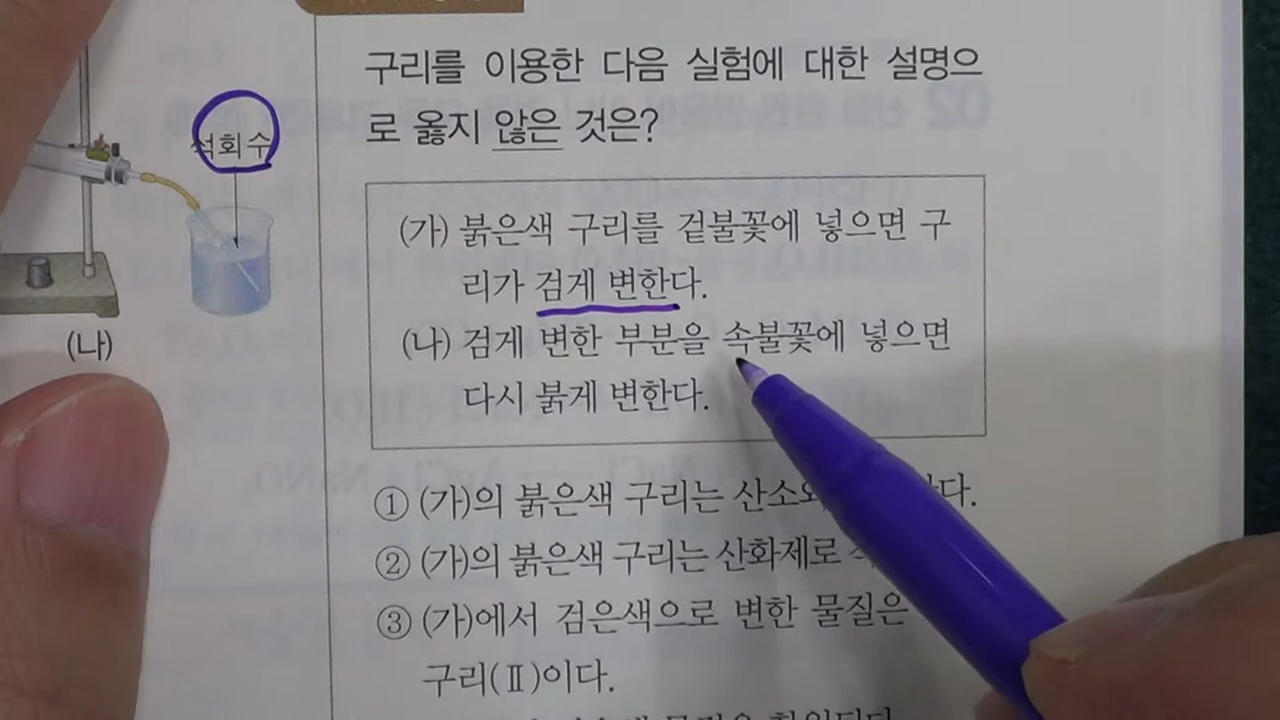 석회수
(나)
구리를 이용한 다음 실험에 대한 설명으
로 옳지 않은 것은?
(가) 붉은색 구리를 겉불꽃에 넣으면 구
리가 검게 변한다.
(나) 검게 변한 부분을 속불꽃에 넣으면
다시 붉게 변한다.
① (가)의 붉은색 구리는
② (가)의 붉은색 구리는 산화제로
③ (가)에서 검은색으로 변한 물질은
구리(Ⅱ)이다.